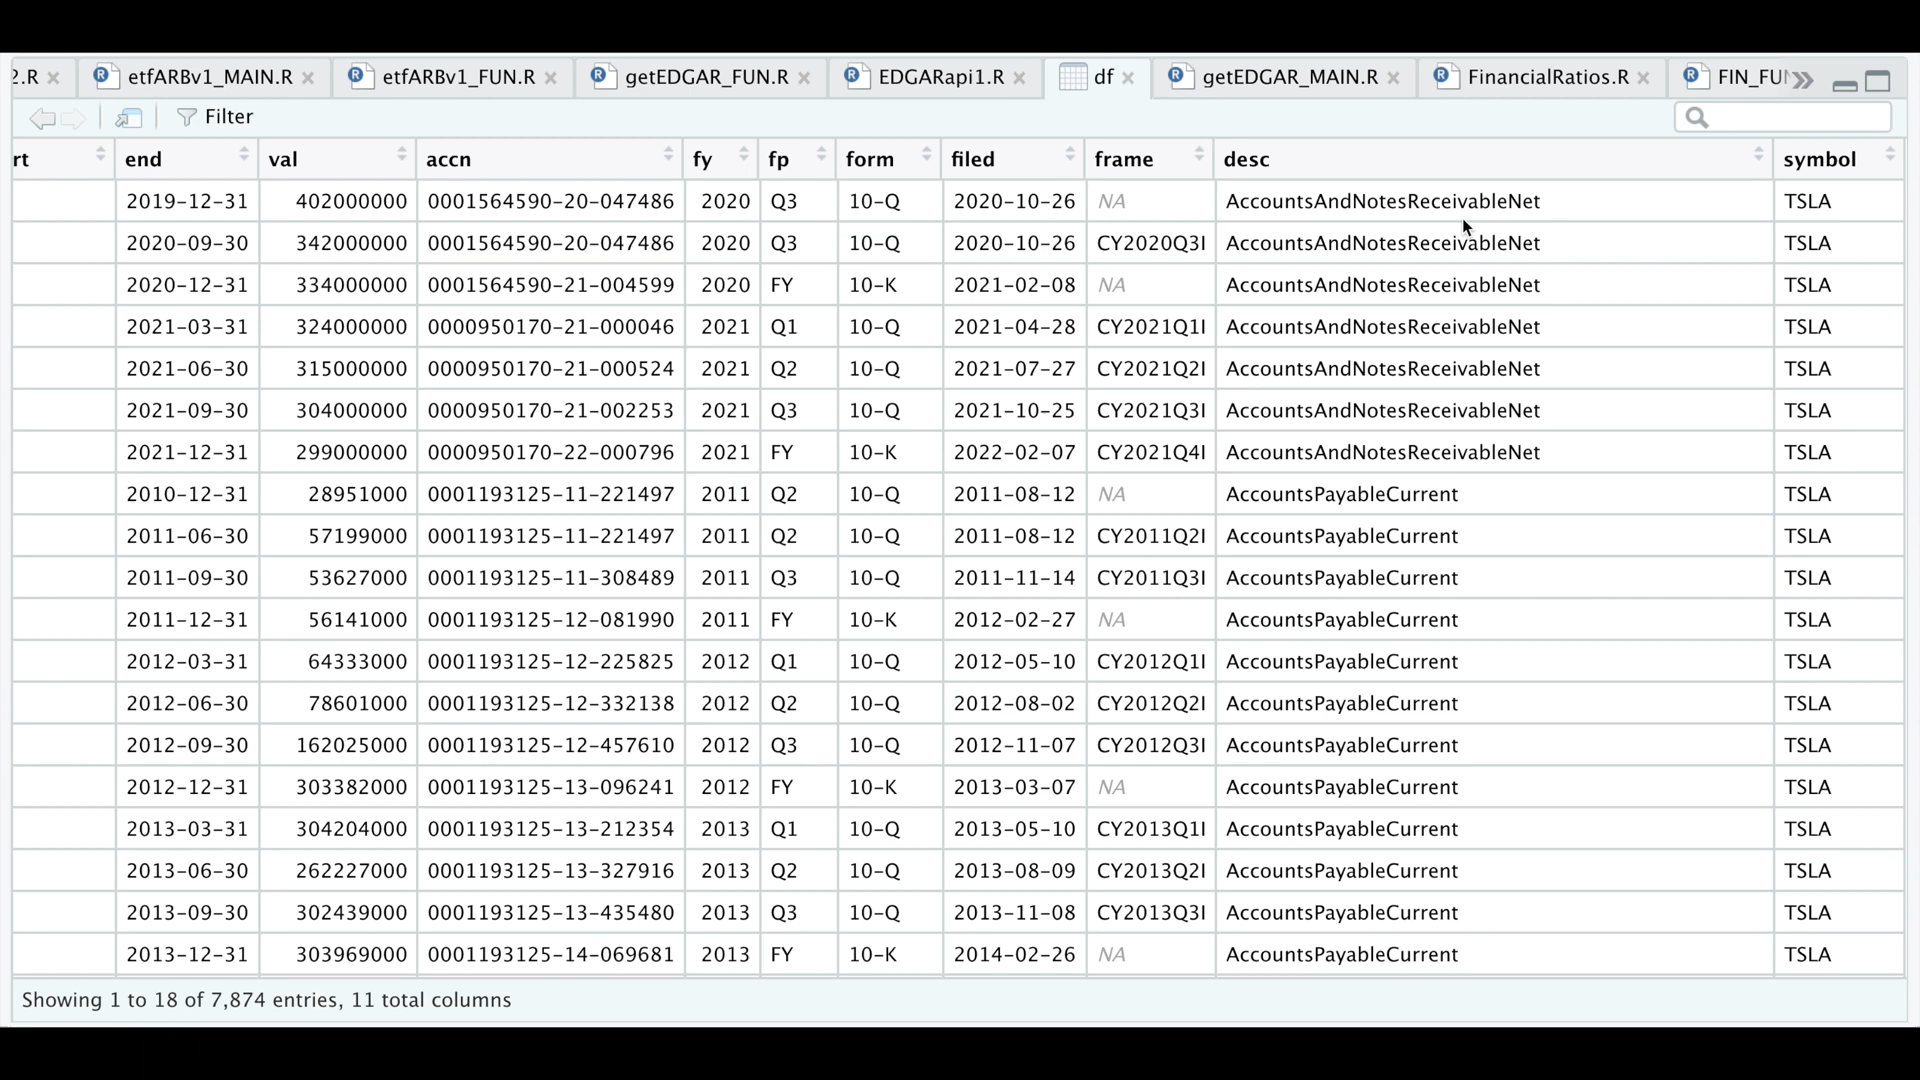 2.R etfARBv1_MAIN.R etfARBv1_FUN.R getEDGAR_FUN.R EDGARapi1.R df getEDGAR_MAIN.R FinancialRatios.R FIN_FUN
Filter
rt end val accn fy fp form filed frame desc symbol
2019-12-31 402000000 0001564590-20-047486 2020 Q3 10-Q 2020-10-26 NA AccountsAndNotesReceivableNet TSLA
2020-09-30 342000000 0001564590-20-047486 2020 Q3 10-Q 2020-10-26 CY2020Q3I AccountsAndNotesReceivableNet TSLA
2020-12-31 334000000 0001564590-21-004599 2020 FY 10-K 2021-02-08 NA AccountsAndNotesReceivableNet TSLA
2021-03-31 324000000 0000950170-21-000046 2021 Q1 10-Q 2021-04-28 CY2021Q1I AccountsAndNotesReceivableNet TSLA
2021-06-30 315000000 0000950170-21-000524 2021 Q2 10-Q 2021-07-27 CY2021Q2I AccountsAndNotesReceivableNet TSLA
2021-09-30 304000000 0000950170-21-002253 2021 Q3 10-Q 2021-10-25 CY2021Q3I AccountsAndNotesReceivableNet TSLA
2021-12-31 299000000 0000950170-22-000796 2021 FY 10-K 2022-02-07 CY2021Q4I AccountsAndNotesReceivableNet TSLA
2010-12-31 28951000 0001193125-11-221497 2011 Q2 10-Q 2011-08-12 NA AccountsPayableCurrent TSLA
2011-06-30 57199000 0001193125-11-221497 2011 Q2 10-Q 2011-08-12 CY2011Q2I AccountsPayableCurrent TSLA
2011-09-30 53627000 0001193125-11-308489 2011 Q3 10-Q 2011-11-14 CY2011Q3I AccountsPayableCurrent TSLA
2011-12-31 56141000 0001193125-12-081990 2011 FY 10-K 2012-02-27 NA AccountsPayableCurrent TSLA
2012-03-31 64333000 0001193125-12-225825 2012 Q1 10-Q 2012-05-10 CY2012Q1I AccountsPayableCurrent TSLA
2012-06-30 78601000 0001193125-12-332138 2012 Q2 10-Q 2012-08-02 CY2012Q2I AccountsPayableCurrent TSLA
2012-09-30 162025000 0001193125-12-457610 2012 Q3 10-Q 2012-11-07 CY2012Q3I AccountsPayableCurrent TSLA
2012-12-31 303382000 0001193125-13-096241 2012 FY 10-K 2013-03-07 NA AccountsPayableCurrent TSLA
2013-03-31 304204000 0001193125-13-212354 2013 Q1 10-Q 2013-05-10 CY2013Q1I AccountsPayableCurrent TSLA
2013-06-30 262227000 0001193125-13-327916 2013 Q2 10-Q 2013-08-09 CY2013Q2I AccountsPayableCurrent TSLA
2013-09-30 302439000 0001193125-13-435480 2013 Q3 10-Q 2013-11-08 CY2013Q3I AccountsPayableCurrent TSLA
2013-12-31 303969000 0001193125-14-069681 2013 FY 10-K 2014-02-26 NA AccountsPayableCurrent TSLA
Showing 1 to 18 of 7,874 entries, 11 total columns